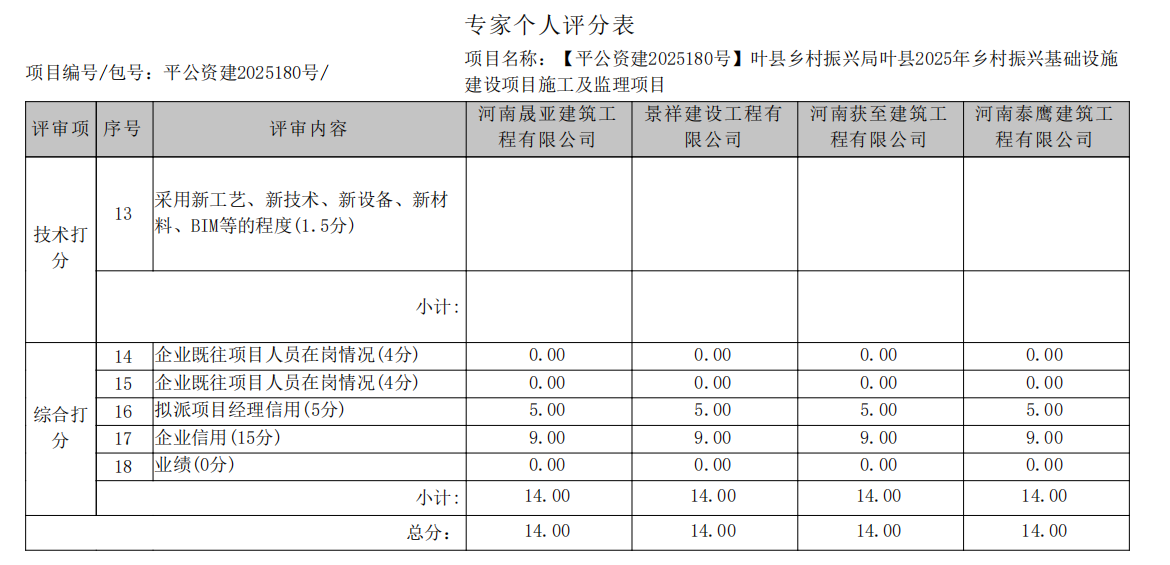 专家个人评分表
项目编号/包号：平公资建2025180号/
项目名称：【平公资建2025180号】叶县乡村振兴局叶县2025年乡村振兴基础设施
建设项目施工及监理项目
评审项 序号 评审内容 河南晟亚建筑工程有限公司 景祥建设工程有限公司 河南获至建筑工程有限公司 河南泰鹰建筑工程有限公司
技术打分
13 采用新工艺、新技术、新设备、新材料、BIM等的程度(1.5分)
小计:
综合打分
14 企业既往项目人员在岗情况(4分) 0.00 0.00 0.00 0.00
15 企业既往项目人员在岗情况(4分) 0.00 0.00 0.00 0.00
16 拟派项目经理信用(5分) 5.00 5.00 5.00 5.00
17 企业信用(15分) 9.00 9.00 9.00 9.00
18 业绩(0分) 0.00 0.00 0.00 0.00
小计: 14.00 14.00 14.00 14.00
总分: 14.00 14.00 14.00 14.00